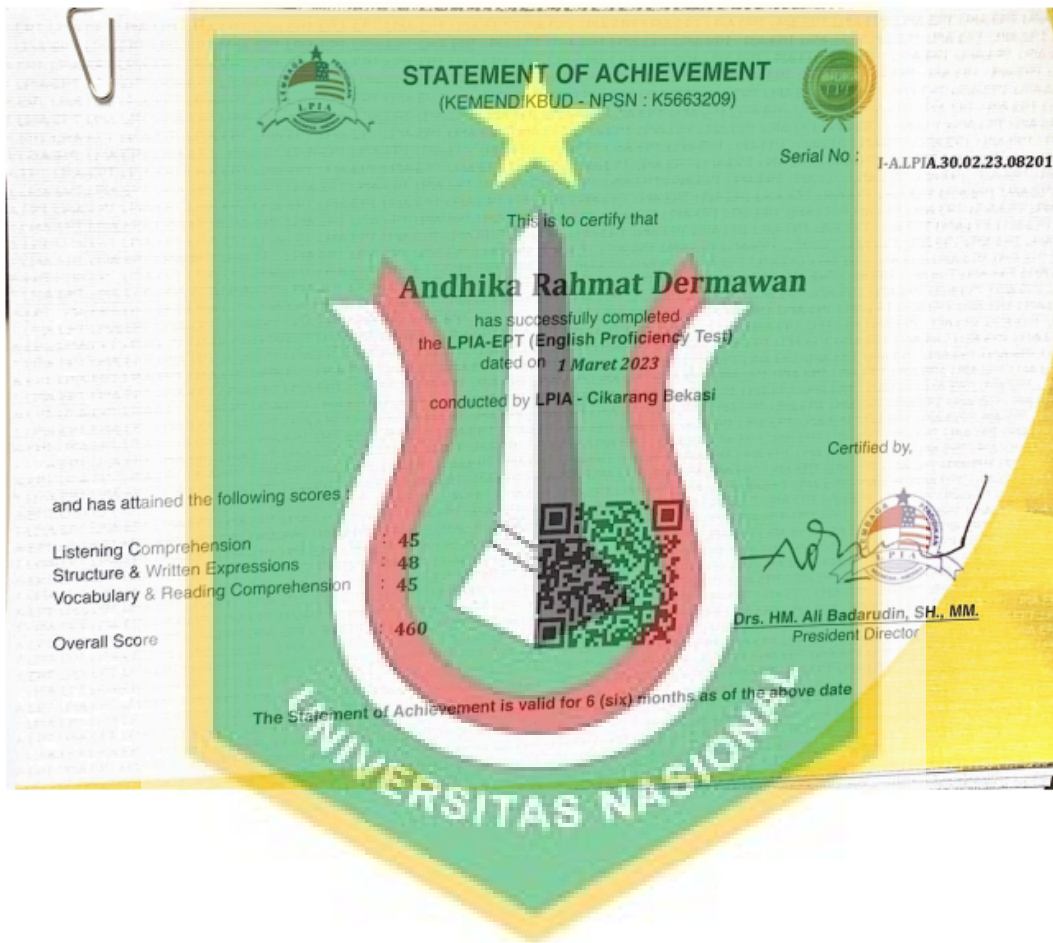 STATEMENT OF ACHIEVEMENT
(KEMENDIKBUD - NPSN : K5663209)
LPIA
Serial No : I-A.LPIA.30.02.23.08201
This is to certify that
Andhika Rahmat Dermawan
has successfully completed
the LPIA-EPT (English Proficiency Test)
dated on 1 Maret 2023
conducted by LPIA - Cikarang Bekasi
Certified by,
and has attained the following scores :
Listening Comprehension : 45
Structure & Written Expressions : 48
Vocabulary & Reading Comprehension : 45
Overall Score : 460
LPIA
Drs. HM. Ali Badarudin, SH., MM.
President Director
The Statement of Achievement is valid for 6 (six) months as of the above date
UNIVERSITAS NASIONAL